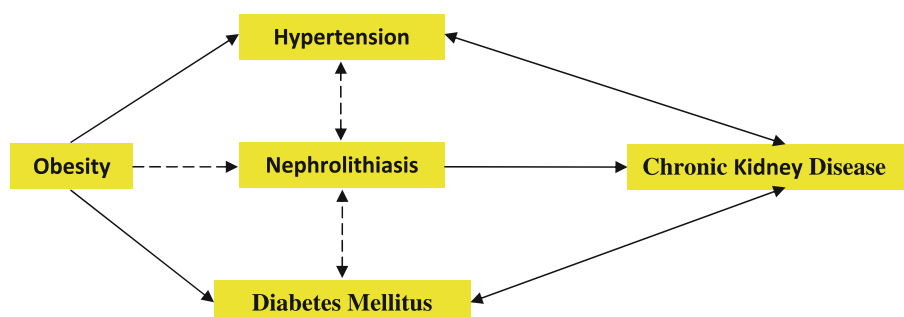 Hypertension
Obesity
Nephrolithiasis
Chronic Kidney Disease
Diabetes Mellitus